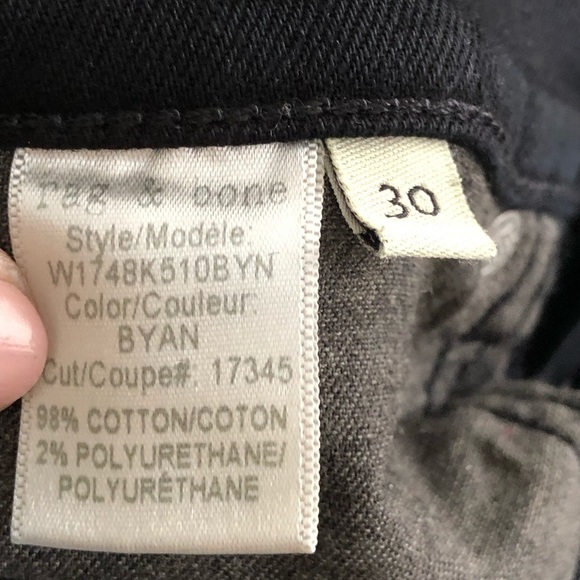 rag & bone
Style/Modèle:
W1748K510BYN
Color/Couleur:
BYAN
Cut/Coupe#: 17345
98% COTTON/COTON
2% POLYURETHANE/
POLYURÉTHANE
30